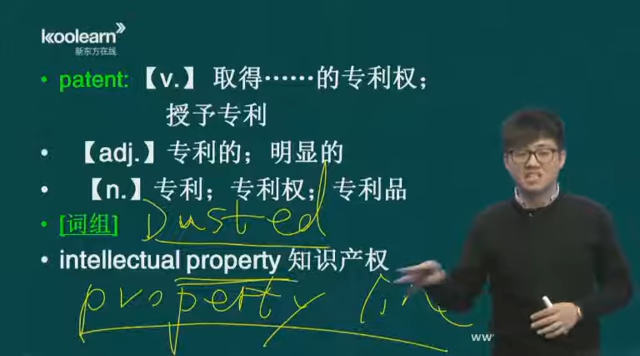 koolearn
新东方在线
• patent: 【v.】 取得……的专利权；
授予专利
• 【adj.】专利的；明显的
• 【n.】专利；专利权；专利品
• [词组] Dusted
• intellectual property 知识产权
property line
www